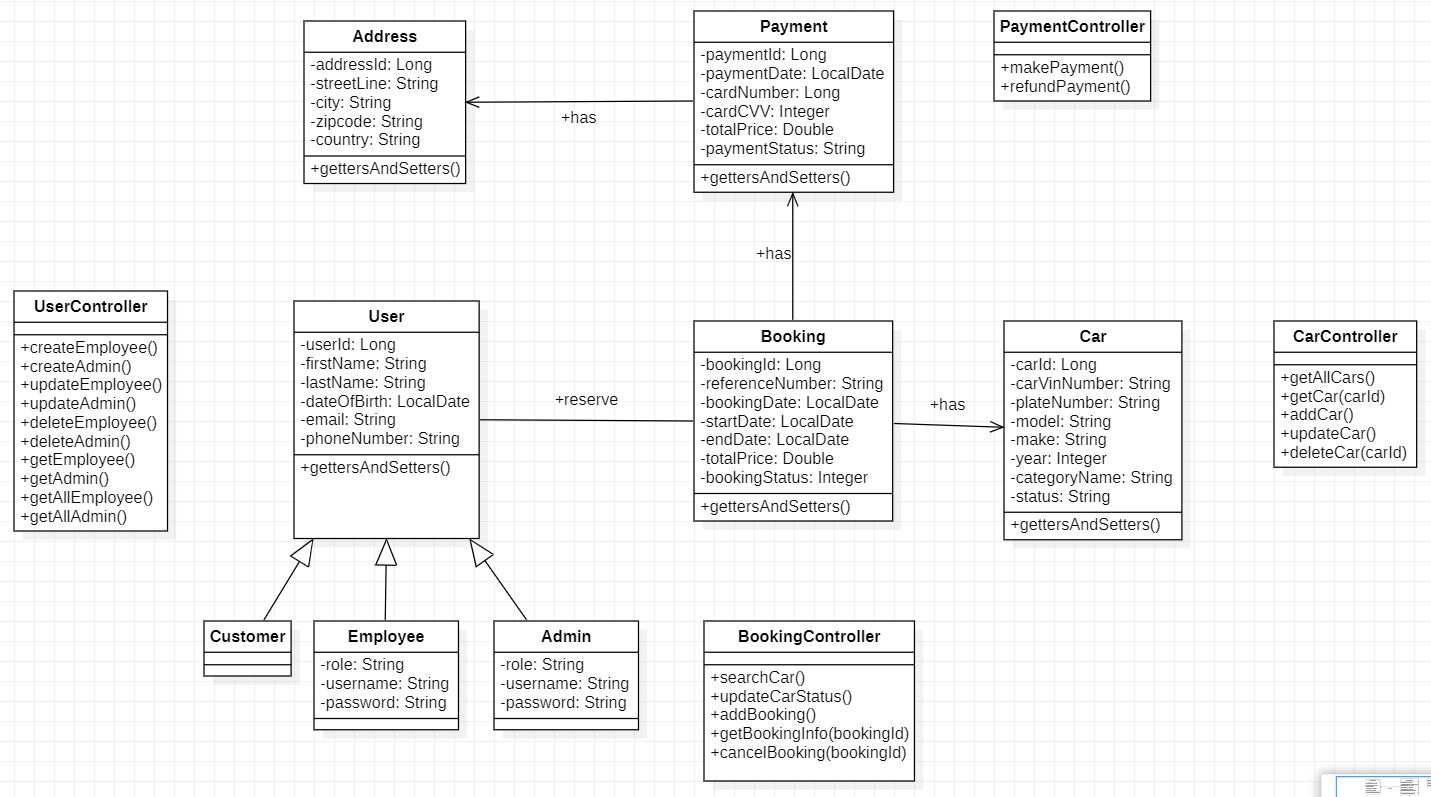 Address
-addressId: Long
-streetLine: String
-city: String
-zipcode: String
-country: String
+gettersAndSetters()
+has
Payment
-paymentId: Long
-paymentDate: LocalDate
-cardNumber: Long
-cardCVV: Integer
-totalPrice: Double
-paymentStatus: String
+gettersAndSetters()
PaymentController
+makePayment()
+refundPayment()
+has
UserController
+createEmployee()
+createAdmin()
+updateEmployee()
+updateAdmin()
+deleteEmployee()
+deleteAdmin()
+getEmployee()
+getAdmin()
+getAllEmployee()
+getAllAdmin()
User
-userId: Long
-firstName: String
-lastName: String
-dateOfBirth: LocalDate
-email: String
-phoneNumber: String
+gettersAndSetters()
+reserve
Booking
-bookingId: Long
-referenceNumber: String
-bookingDate: LocalDate
-startDate: LocalDate
-endDate: LocalDate
-totalPrice: Double
-bookingStatus: Integer
+gettersAndSetters()
+has
Car
-carId: Long
-carVinNumber: String
-plateNumber: String
-model: String
-make: String
-year: Integer
-categoryName: String
-status: String
+gettersAndSetters()
CarController
+getAllCars()
+getCar(carId)
+addCar()
+updateCar()
+deleteCar(carId)
Customer
Employee
-role: String
-username: String
-password: String
Admin
-role: String
-username: String
-password: String
BookingController
+searchCar()
+updateCarStatus()
+addBooking()
+getBookingInfo(bookingId)
+cancelBooking(bookingId)